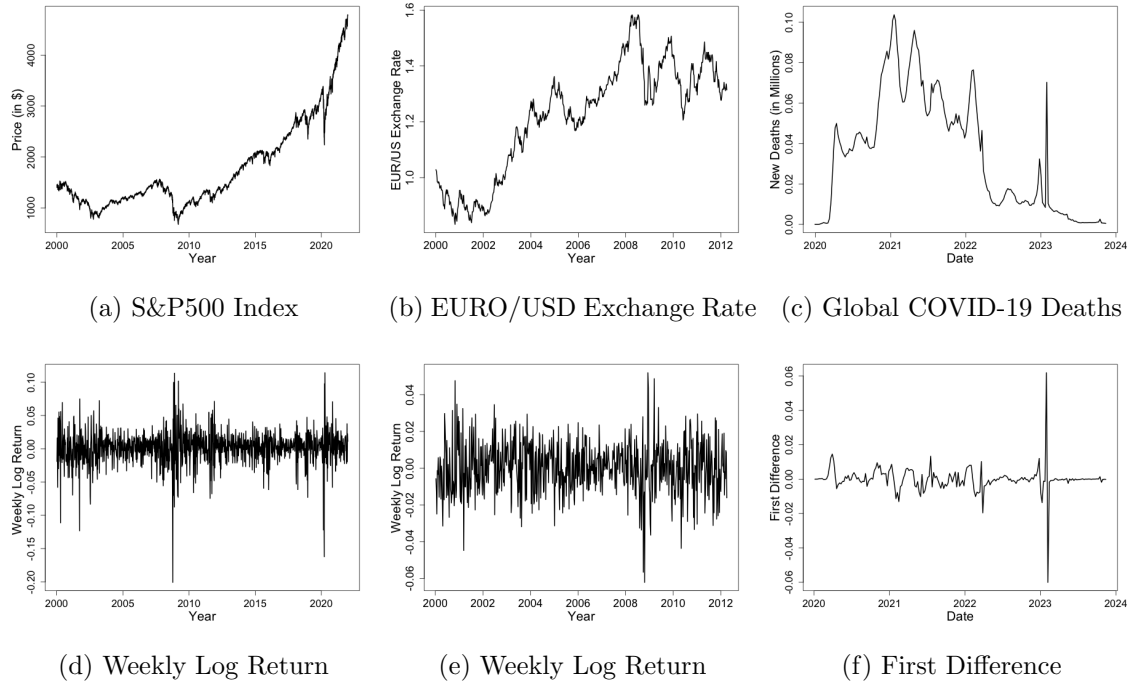 Price (in $)
4000
3000
2000
1000
2000 2005 2010 2015 2020
Year
(a) S&P500 Index
EUR/US Exchange Rate
1.4
1.2
1.0
2000 2002 2004 2006 2008 2010 2012
Year
(b) EURO/USD Exchange Rate
New Deaths (in Millions)
0.10
0.08
0.06
0.04
0.02
0.00
2020 2021 2022 2023 2024
Date
(c) Global COVID-19 Deaths
Weekly Log Return
0.10
0.05
0.00
-0.05
-0.10
-0.15
-0.20
2000 2005 2010 2015 2020
Year
(d) Weekly Log Return
Weekly Log Return
0.04
0.02
0.00
-0.02
-0.04
-0.06
2000 2002 2004 2006 2008 2010 2012
Year
(e) Weekly Log Return
First Difference
0.06
0.04
0.02
0.00
-0.02
-0.04
-0.06
2020 2021 2022 2023 2024
Date
(f) First Difference